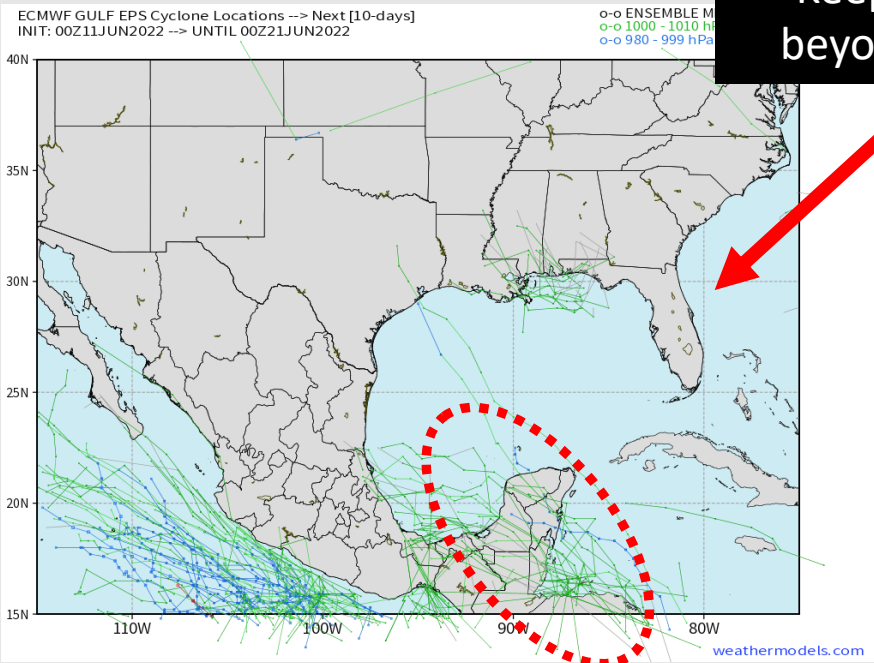 ECMWF GULF EPS Cyclone Locations --> Next [10-days]
INIT: 00Z11JUN2022 --> UNTIL 00Z21JUN2022
o-o ENSEMBLE
o-o 1000 - 1010
o-o 980 - 999 hPa
40N
35N
30N
25N
20N
15N
110W
100W
90W
80W
weathermodels.com